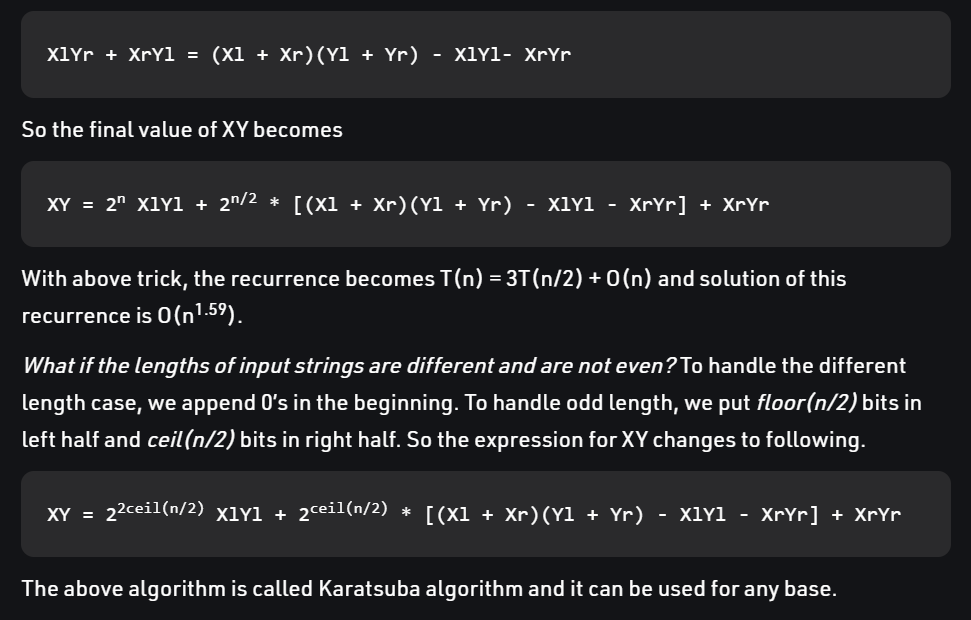 XlYr + XrYl = (Xl + Xr)(Yl + Yr) - XlYl- XrYr
So the final value of XY becomes
XY = 2ⁿ XlYl + 2ⁿ/² * [(Xl + Xr)(Yl + Yr) - XlYl - XrYr] + XrYr
With above trick, the recurrence becomes T(n) = 3T(n/2) + O(n) and solution of this
recurrence is O(n^1.59).
What if the lengths of input strings are different and are not even? To handle the different
length case, we append 0's in the beginning. To handle odd length, we put floor(n/2) bits in
left half and ceil(n/2) bits in right half. So the expression for XY changes to following.
XY = 2^2ceil(n/2) XlYl + 2^ceil(n/2) * [(Xl + Xr)(Yl + Yr) - XlYl - XrYr] + XrYr
The above algorithm is called Karatsuba algorithm and it can be used for any base.